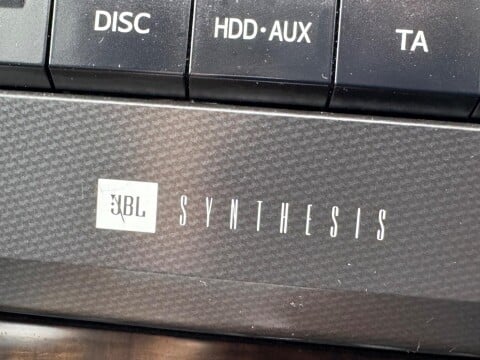 DISC HDD·AUX TA
JBL SYNTHESIS